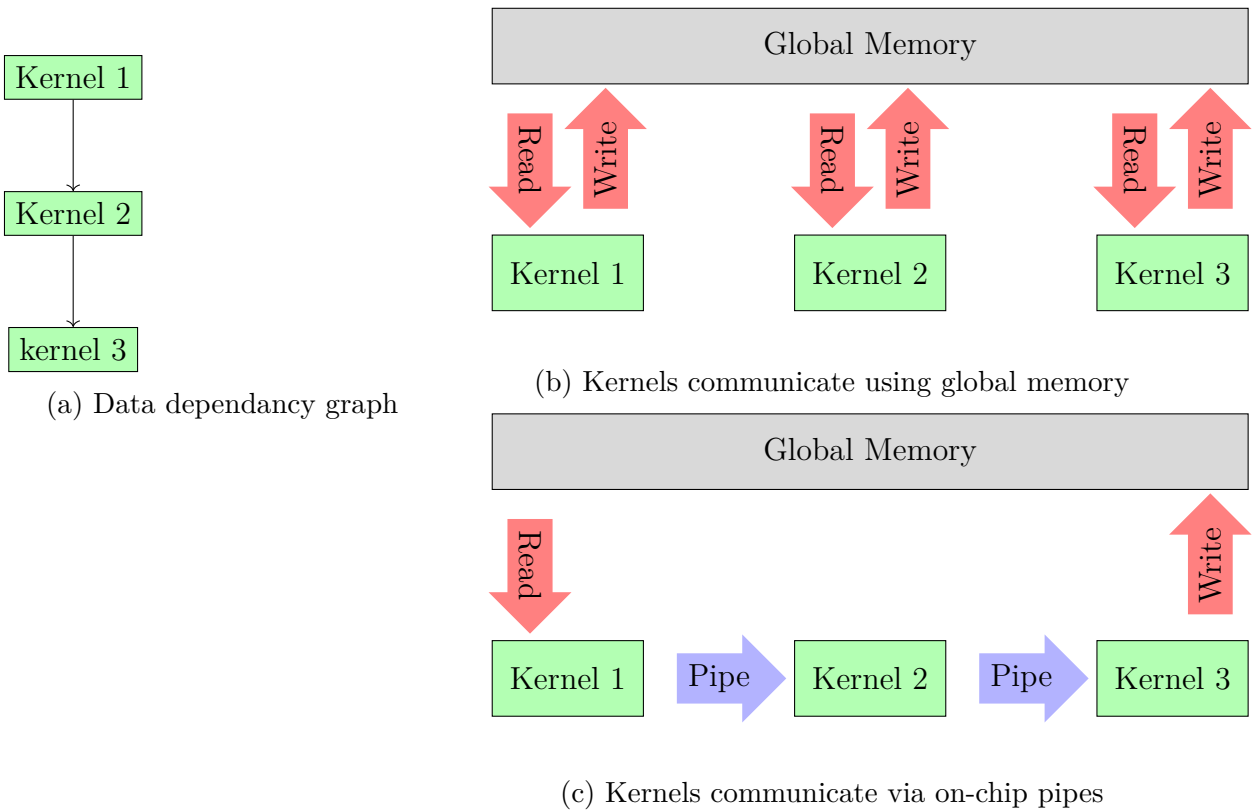 Kernel 1
Kernel 2
kernel 3
(a) Data dependancy graph
Global Memory
Read
Write
Read
Write
Read
Write
Kernel 1
Kernel 2
Kernel 3
(b) Kernels communicate using global memory
Global Memory
Read
Write
Kernel 1
Pipe
Kernel 2
Pipe
Kernel 3
(c) Kernels communicate via on-chip pipes